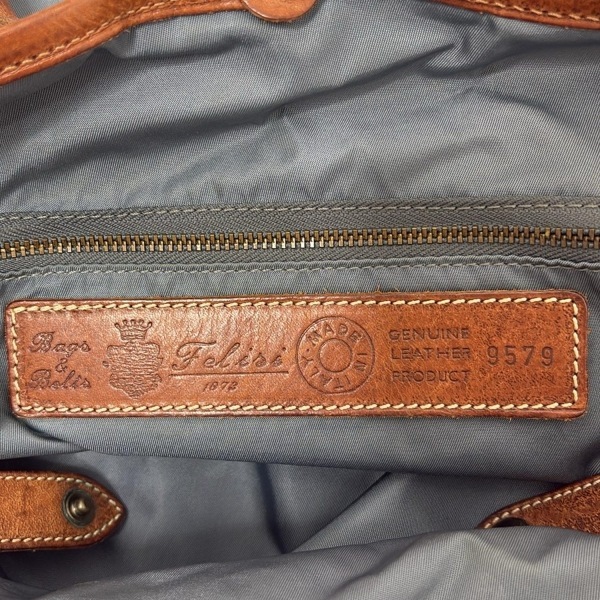 Bags
&
Belts
Felisi
1973
MADE IN
ITALY
GENUINE
LEATHER
PRODUCT
9579